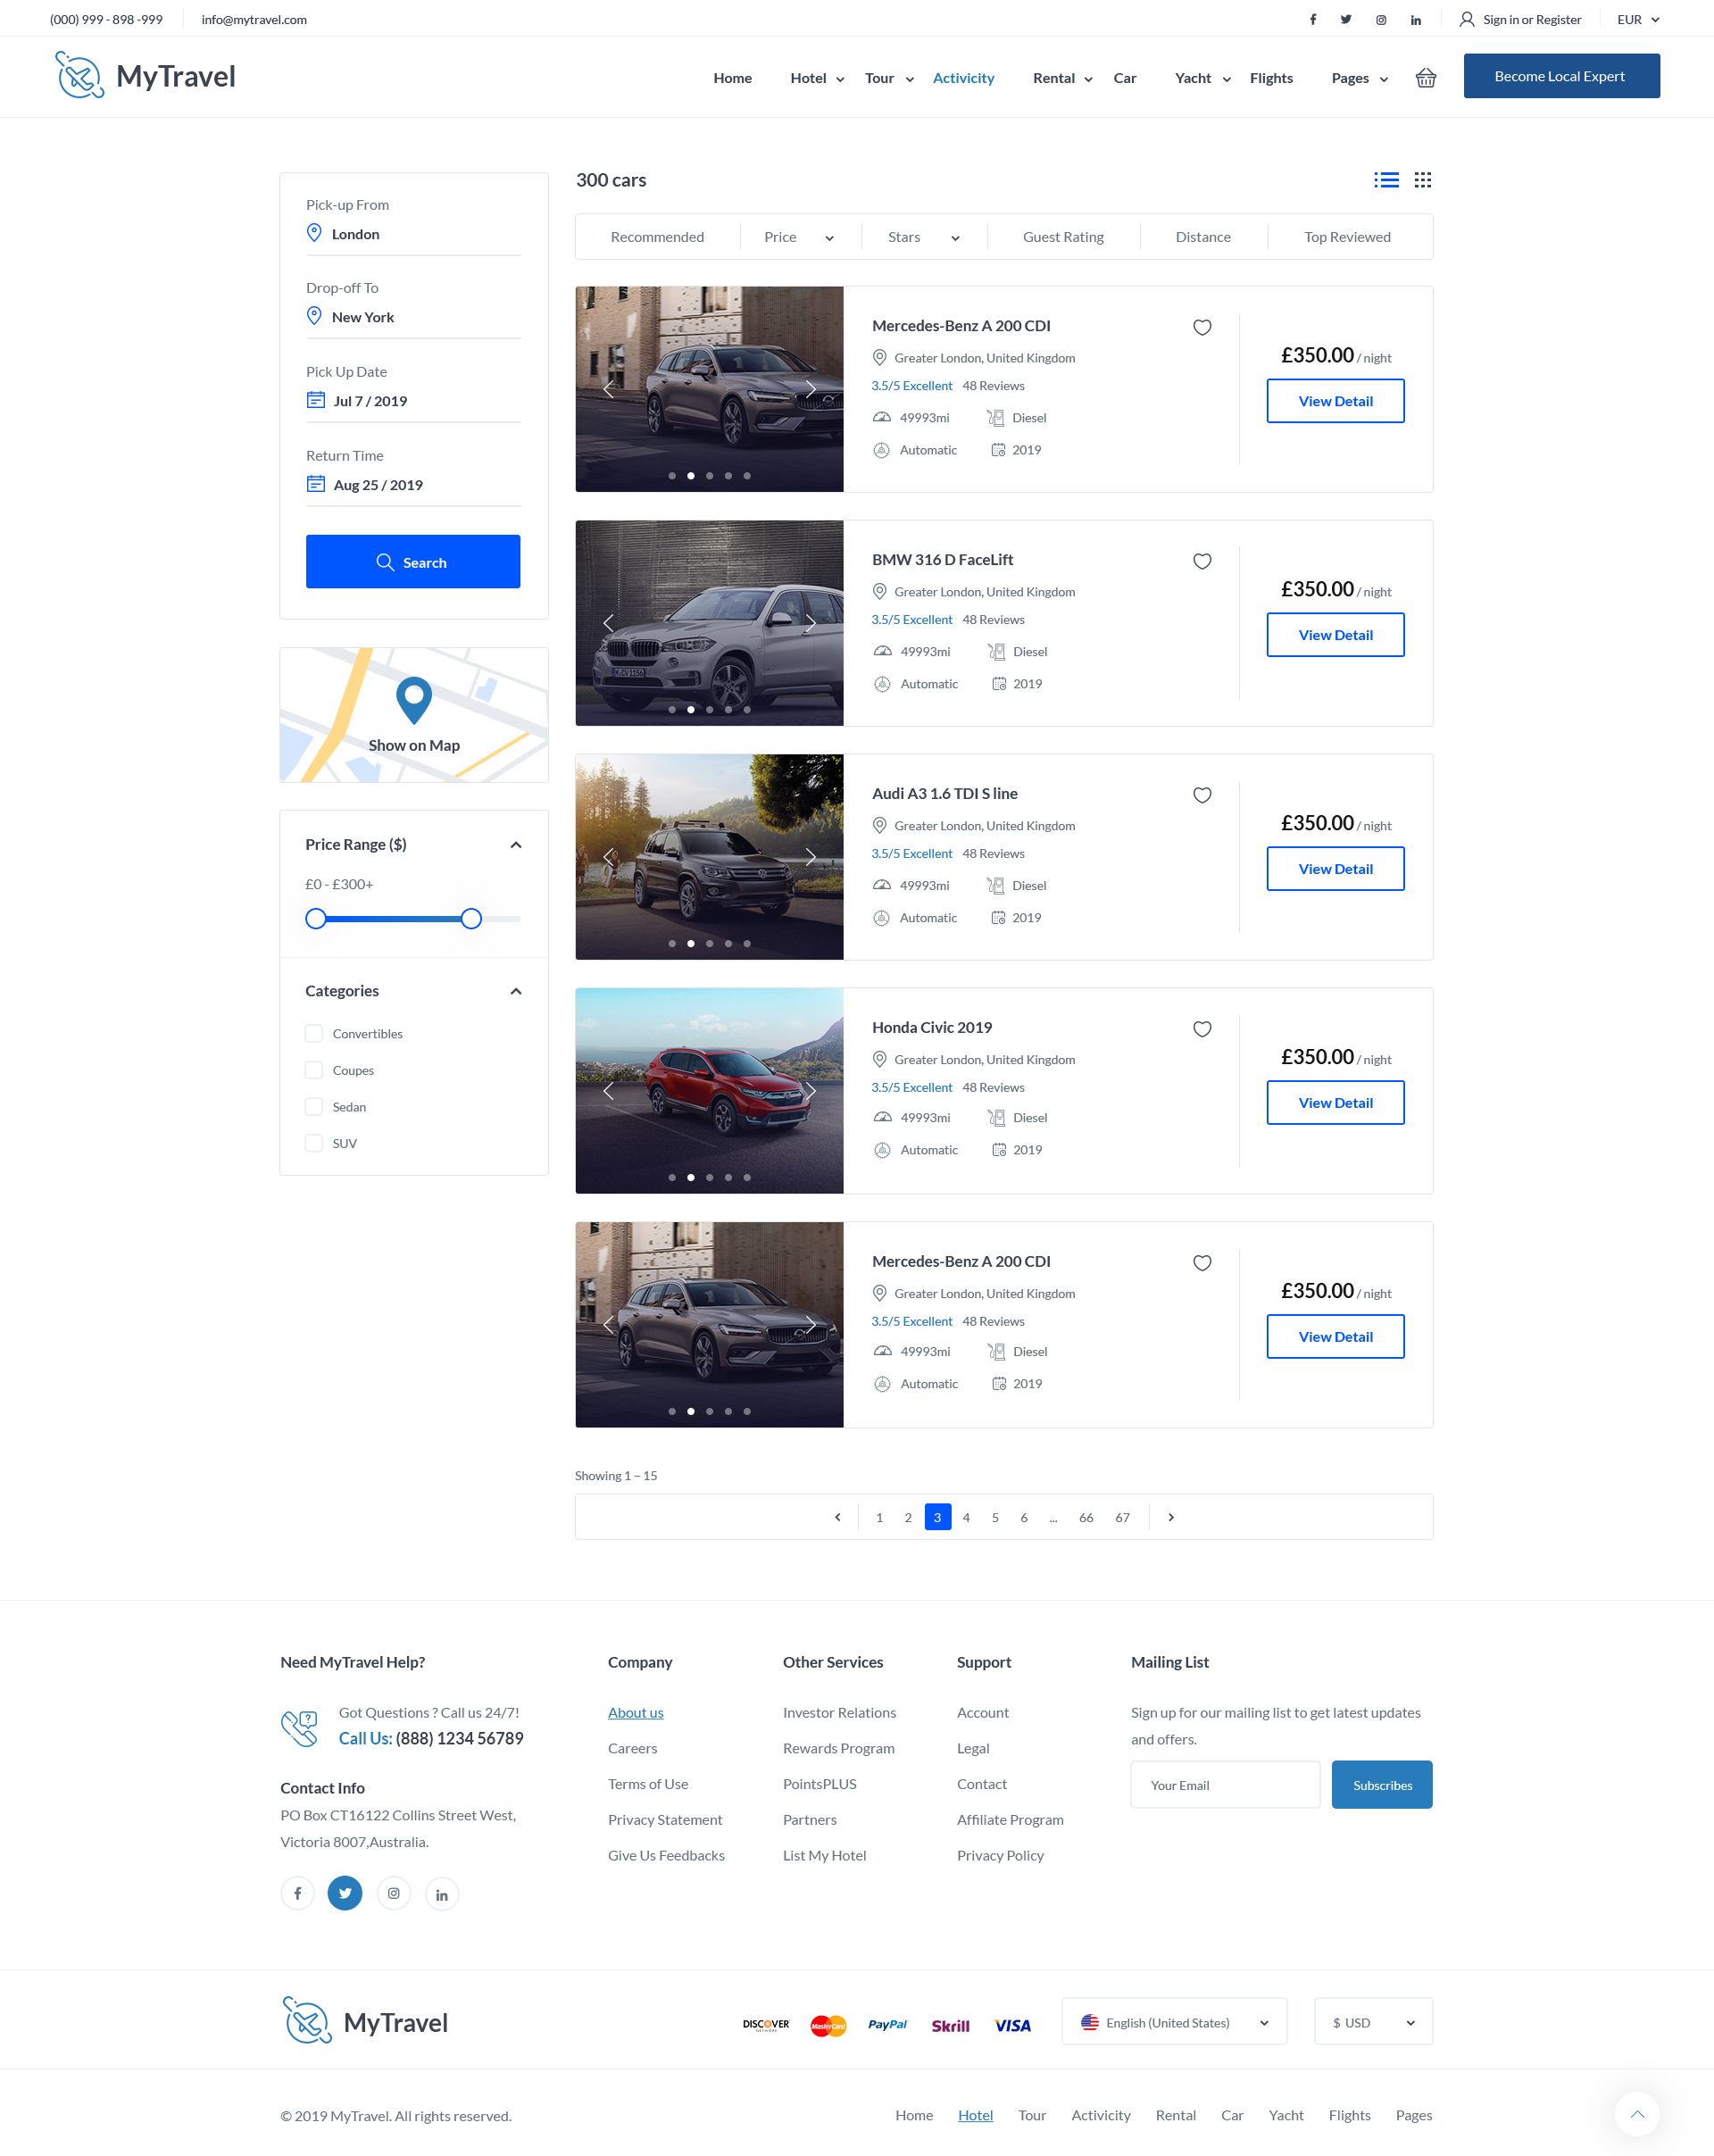 (000) 999 - 898 -999 info@mytravel.com Sign in or Register EUR
MyTravel Home Hotel Tour Activicity Rental Car Yacht Flights Pages Become Local Expert
Pick-up From
London
Drop-off To
New York
Pick Up Date
Jul 7 / 2019
Return Time
Aug 25 / 2019
Search
Show on Map
Price Range ($)
£0 - £300+
Categories
Convertibles
Coupes
Sedan
SUV
300 cars
Recommended Price Stars Guest Rating Distance Top Reviewed
Mercedes-Benz A 200 CDI
Greater London, United Kingdom
3.5/5 Excellent 48 Reviews
49993mi Diesel
Automatic 2019
£350.00 / night
View Detail
BMW 316 D FaceLift
Greater London, United Kingdom
3.5/5 Excellent 48 Reviews
49993mi Diesel
Automatic 2019
£350.00 / night
View Detail
Audi A3 1.6 TDI S line
Greater London, United Kingdom
3.5/5 Excellent 48 Reviews
49993mi Diesel
Automatic 2019
£350.00 / night
View Detail
Honda Civic 2019
Greater London, United Kingdom
3.5/5 Excellent 48 Reviews
49993mi Diesel
Automatic 2019
£350.00 / night
View Detail
Mercedes-Benz A 200 CDI
Greater London, United Kingdom
3.5/5 Excellent 48 Reviews
49993mi Diesel
Automatic 2019
£350.00 / night
View Detail
Showing 1 – 15
1 2 3 4 5 6 ... 66 67
Need MyTravel Help?
Got Questions ? Call us 24/7!
Call Us: (888) 1234 56789
Contact Info
PO Box CT16122 Collins Street West,
Victoria 8007,Australia.
Company
About us
Careers
Terms of Use
Privacy Statement
Give Us Feedbacks
Other Services
Investor Relations
Rewards Program
PointsPLUS
Partners
List My Hotel
Support
Account
Legal
Contact
Affiliate Program
Privacy Policy
Mailing List
Sign up for our mailing list to get latest updates
and offers.
Your Email Subscribes
MyTravel DISCOVER NETWORK MasterCard PayPal Skrill VISA English (United States) $ USD
© 2019 MyTravel. All rights reserved. Home Hotel Tour Activicity Rental Car Yacht Flights Pages